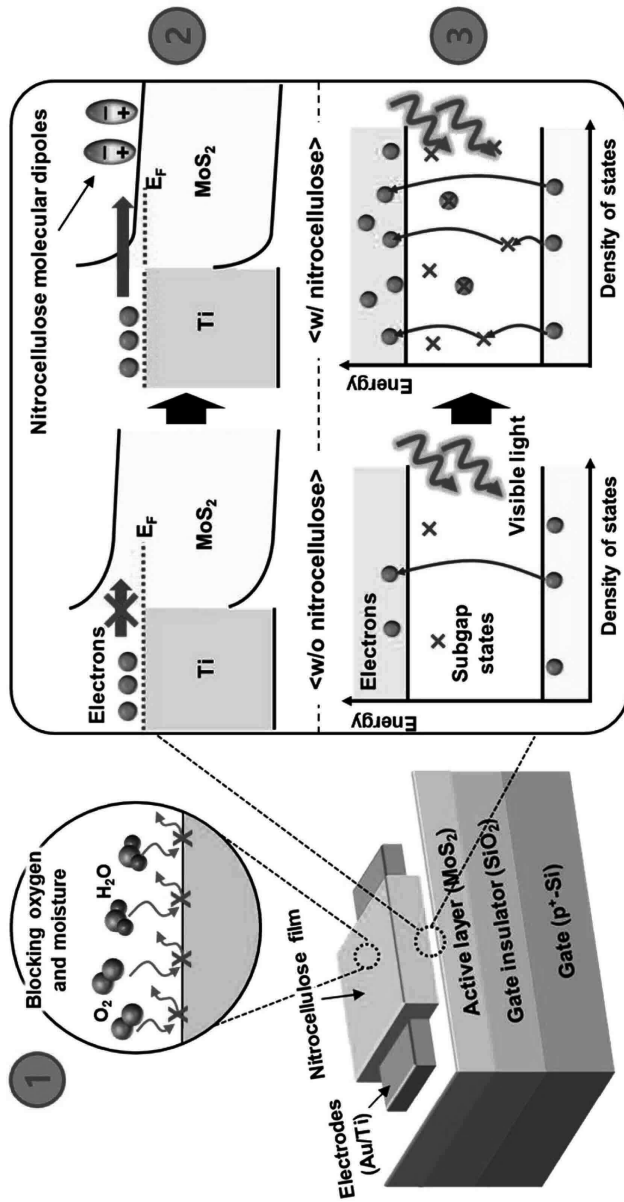 1
Blocking oxygen
and moisture
O₂
H₂O
Nitrocellulose film
Electrodes
(Au/Ti)
Active layer (MoS₂)
Gate insulator (SiO₂)
Gate (p⁺-Si)
2
Electrons
E_F
Ti
MoS₂
Nitrocellulose molecular dipoles
− +
− +
E_F
Ti
MoS₂
<w/o nitrocellulose>
<w/ nitrocellulose>
3
Energy
Electrons
Subgap
states
Visible light
Density of states
Energy
Density of states